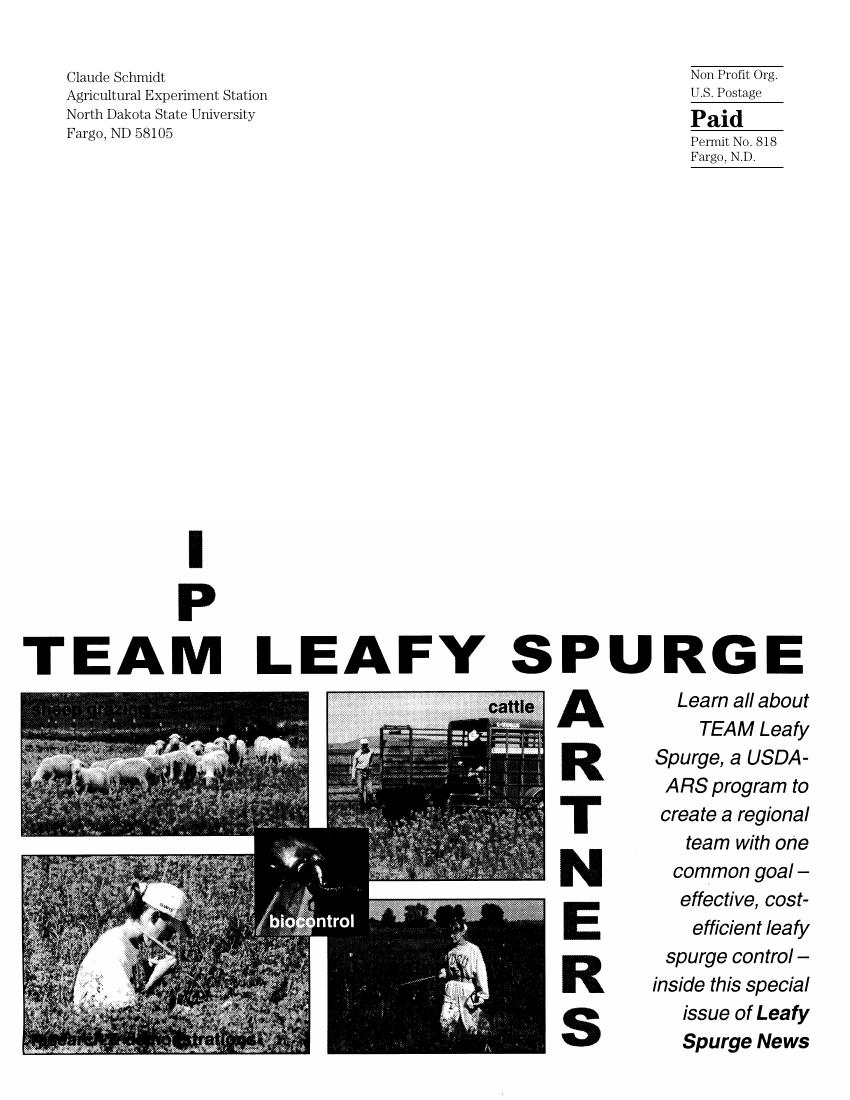 Claude Schmidt
Agricultural Experiment Station
North Dakota State University
Fargo, ND 58105
Non Profit Org.
U.S. Postage
Paid
Permit No. 818
Fargo, N.D.
I
P
TEAM LEAFY SPURGE
A
R
T
N
E
R
S
sheep grazing
cattle
biocontrol
Learn all about
TEAM Leafy
Spurge, a USDA-
ARS program to
create a regional
team with one
common goal –
effective, cost-
efficient leafy
spurge control –
inside this special
issue of Leafy
Spurge News